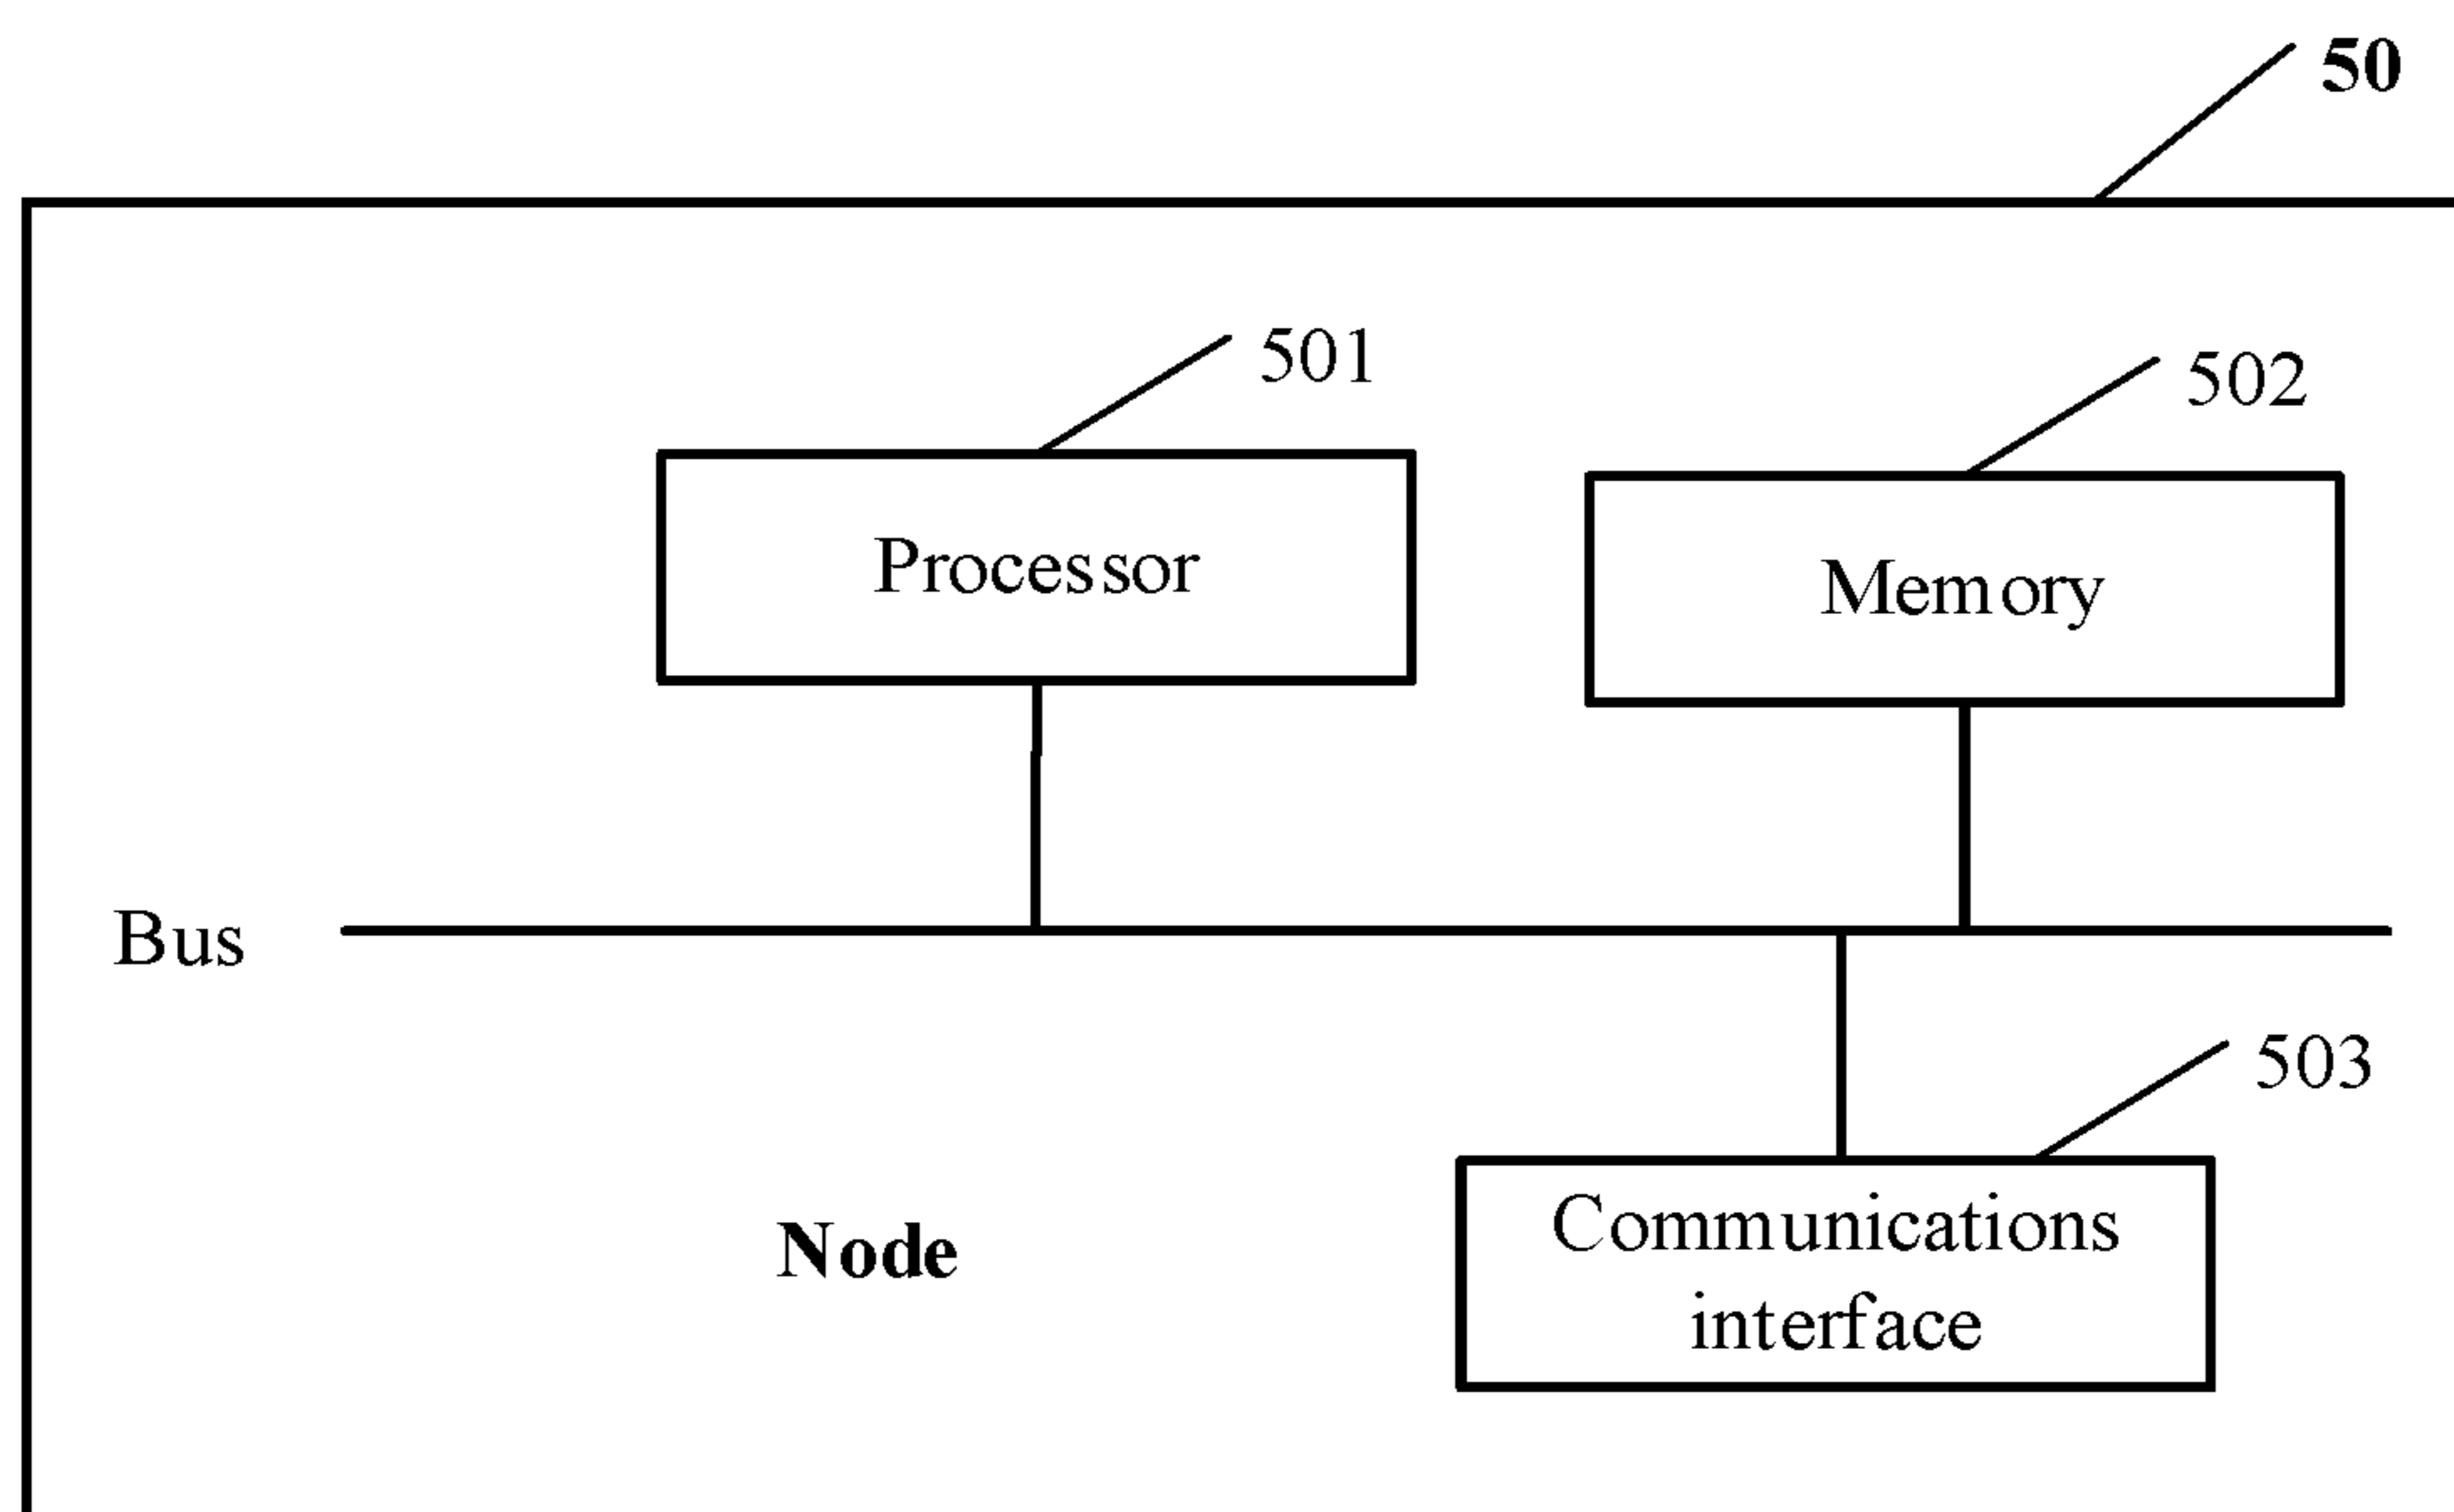 50
501
502
Processor
Memory
Bus
503
Communications
interface
Node